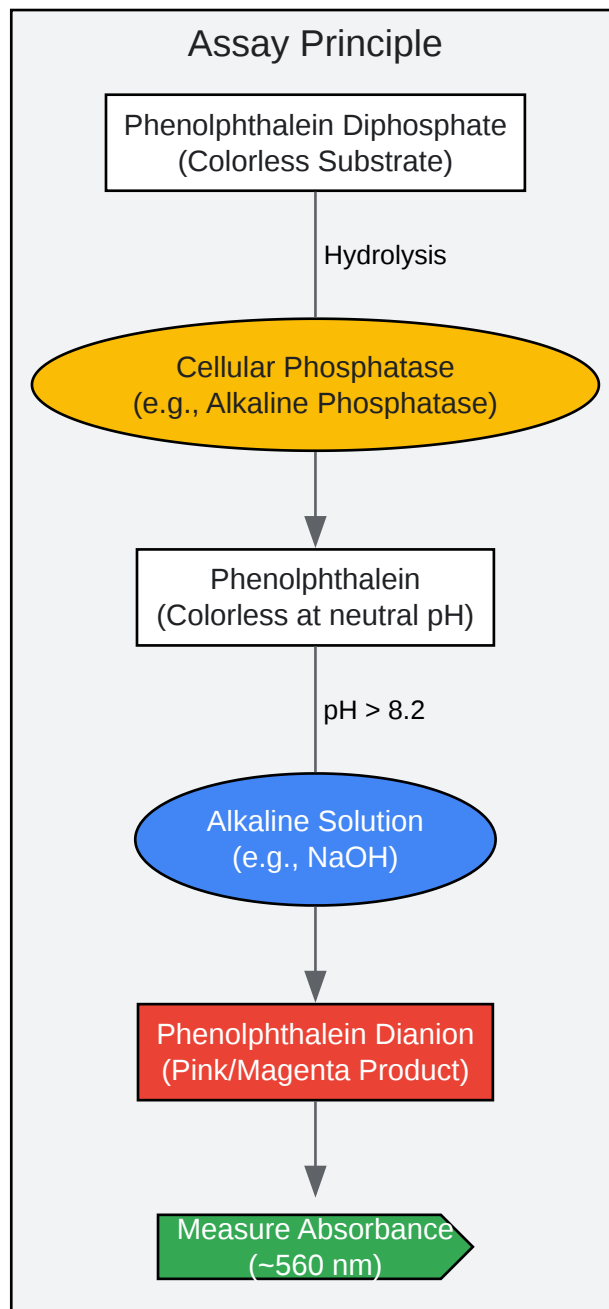 Assay Principle
Phenolphthalein Diphosphate
(Colorless Substrate)
Hydrolysis
Cellular Phosphatase
(e.g., Alkaline Phosphatase)
Phenolphthalein
(Colorless at neutral pH)
pH > 8.2
Alkaline Solution
(e.g., NaOH)
Phenolphthalein Dianion
(Pink/Magenta Product)
Measure Absorbance
(~560 nm)